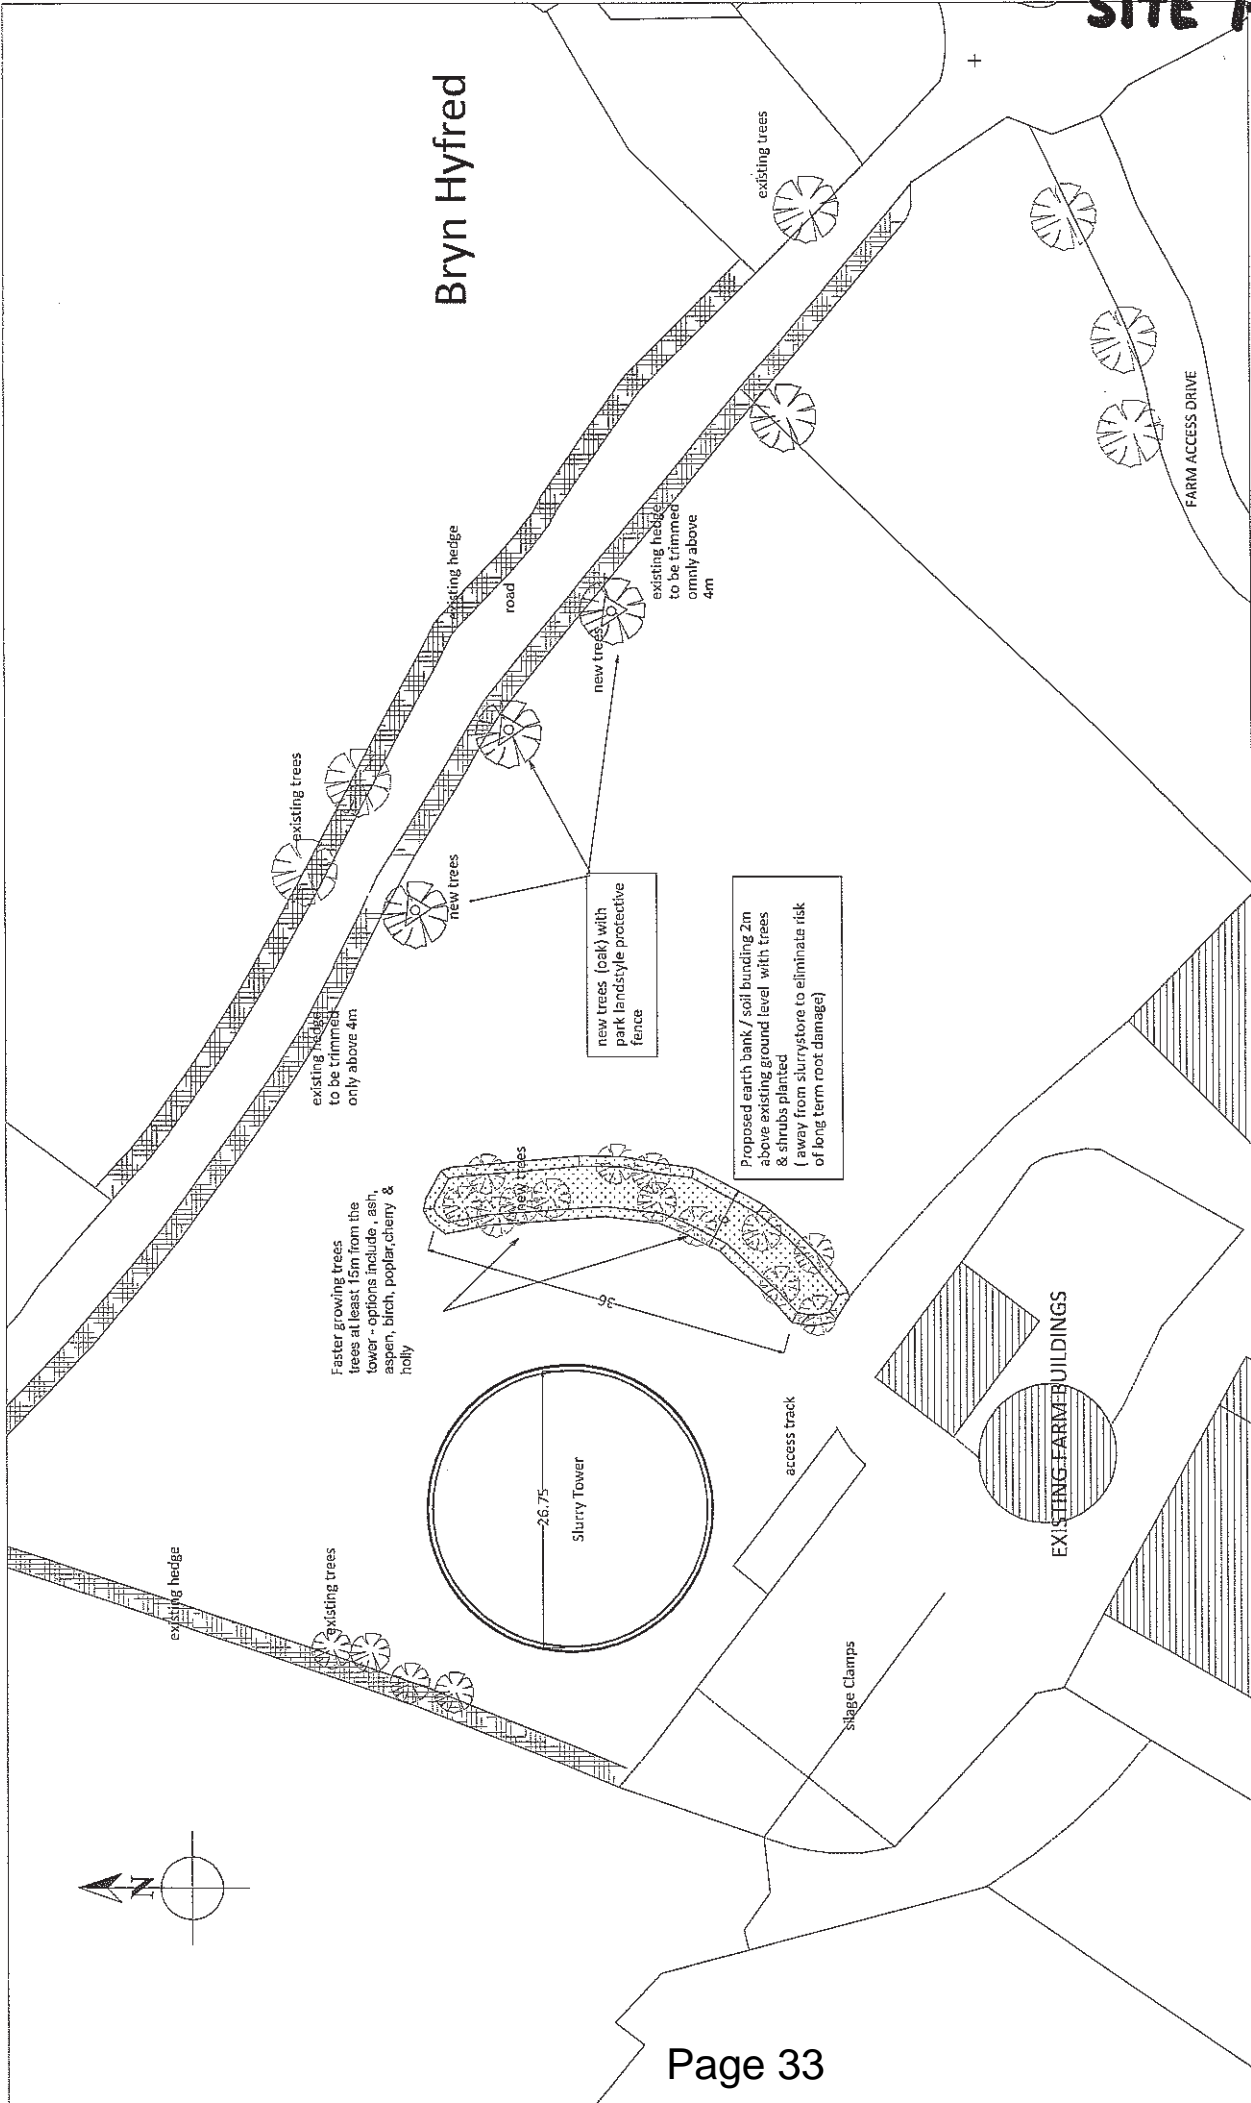 SITE
Bryn Hyfred
existing trees
existing hedge
road
existing hedge
to be trimmed
omnly above
4m
new trees
existing trees
new trees
existing hedge
to be trimmed
only above 4m
new trees (oak) with
park landstyle protective
fence
Proposed earth bank / soil bunding 2m
above existing ground level with trees
& shrubs planted
( away from slurrystore to eliminate risk
of long term root damage)
Faster growing trees
trees at least 15m from the
tower - options include , ash,
aspen, birch, poplar,cherry &
holly
new trees
36
26.75
Slurry Tower
access track
existing hedge
existing trees
silage Clamps
EXISTING FARM BUILDINGS
FARM ACCESS DRIVE
N
Page 33